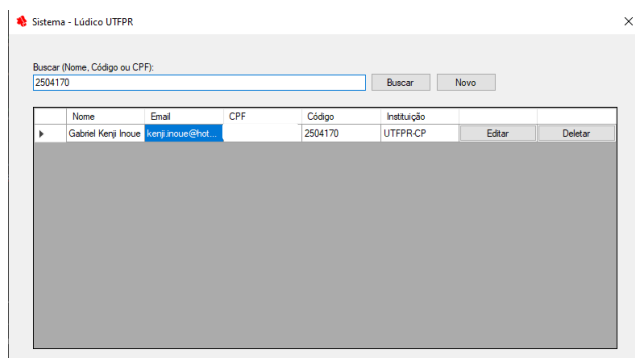 Sistema - Lúdico UTFPR
Buscar (Nome, Código ou CPF):
2504170 Buscar Novo
Nome Email CPF Código Instituição
Gabriel Kenji Inoue kenji.inoue@hot... 2504170 UTFPR-CP Editar Deletar